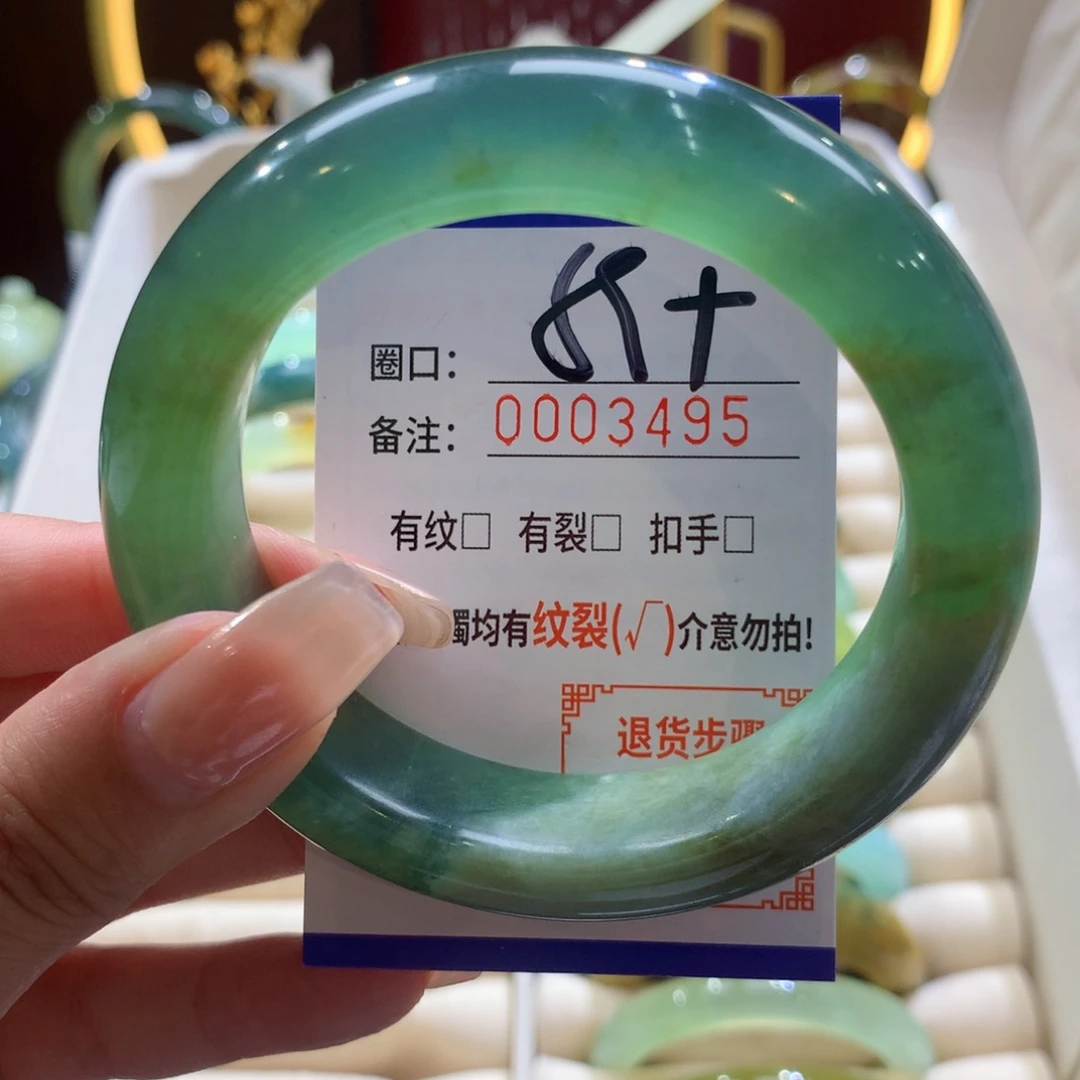 圈口：
备注：0003495
有纹□ 有裂□ 扣手□
镯均有纹裂(√)介意勿拍!
退货步骤